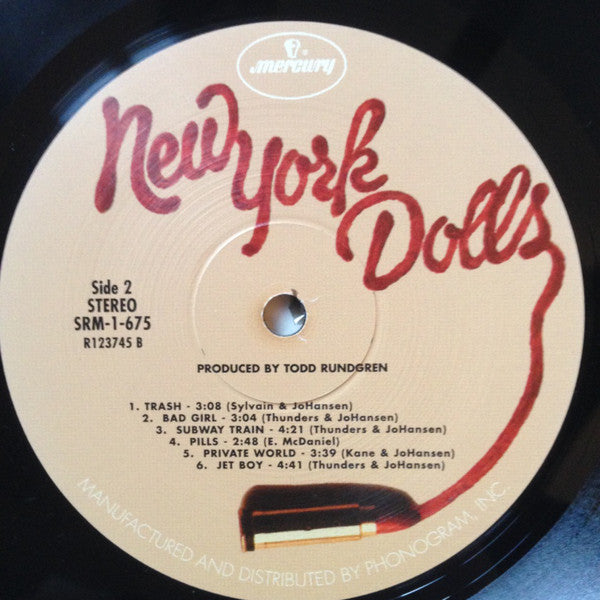 mercury
New York
Dolls
Side 2
STEREO
SRM-1-675
R123745 B
PRODUCED BY TODD RUNDGREN
1. TRASH - 3:08 (Sylvain & JoHansen)
2. BAD GIRL - 3:04 (Thunders & JoHansen)
3. SUBWAY TRAIN - 4:21 (Thunders & JoHansen)
4. PILLS - 2:48 (E. McDaniel)
5. PRIVATE WORLD - 3:39 (Kane & JoHansen)
6. JET BOY - 4:41 (Thunders & JoHansen)
MANUFACTURED AND DISTRIBUTED BY PHONOGRAM, INC.